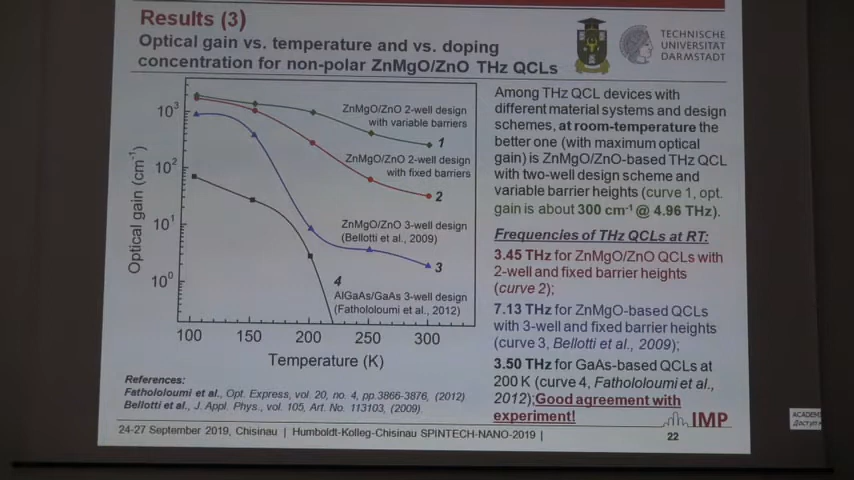 Results (3)
Optical gain vs. temperature and vs. doping
concentration for non-polar ZnMgO/ZnO THz QCLs
TECHNISCHE
UNIVERSITÄT
DARMSTADT
Optical gain (cm⁻¹)
10³
10²
10¹
10⁰
ZnMgO/ZnO 2-well design
with variable barriers
1
ZnMgO/ZnO 2-well design
with fixed barriers
2
ZnMgO/ZnO 3-well design
(Bellotti et al., 2009)
3
4
AlGaAs/GaAs 3-well design
(Fathololoumi et al., 2012)
100 150 200 250 300
Temperature (K)
References:
Fathololoumi et al., Opt. Express, vol. 20, no. 4, pp.3866-3876, (2012)
Bellotti et al., J. Appl. Phys., vol. 105, Art. No. 113103, (2009)
Among THz QCL devices with
different material systems and design
schemes, at room-temperature the
better one (with maximum optical
gain) is ZnMgO/ZnO-based THz QCL
with two-well design scheme and
variable barrier heights (curve 1, opt.
gain is about 300 cm⁻¹ @ 4.96 THz).
Frequencies of THz QCLs at RT:
3.45 THz for ZnMgO/ZnO QCLs with
2-well and fixed barrier heights
(curve 2);
7.13 THz for ZnMgO-based QCLs
with 3-well and fixed barrier heights
(curve 3, Bellotti et al., 2009);
3.50 THz for GaAs-based QCLs at
200 K (curve 4, Fathololoumi et al.,
2012);Good agreement with
experiment!
IMP
24-27 September 2019, Chisinau | Humboldt-Kolleg-Chisinau SPINTECH-NANO-2019 |
22